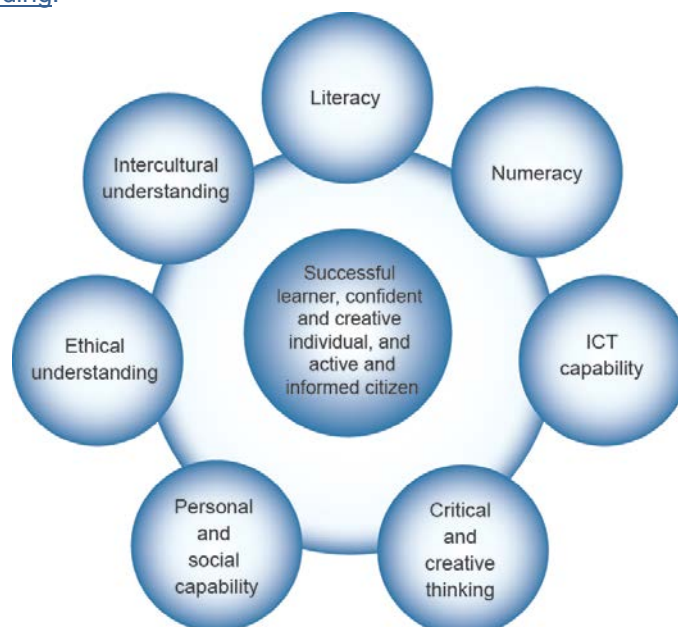 Literacy
Numeracy
ICT
capability
Critical
and
creative
thinking
Personal
and
social
capability
Ethical
understanding
Intercultural
understanding
Successful
learner, confident
and creative
individual, and
active and
informed citizen